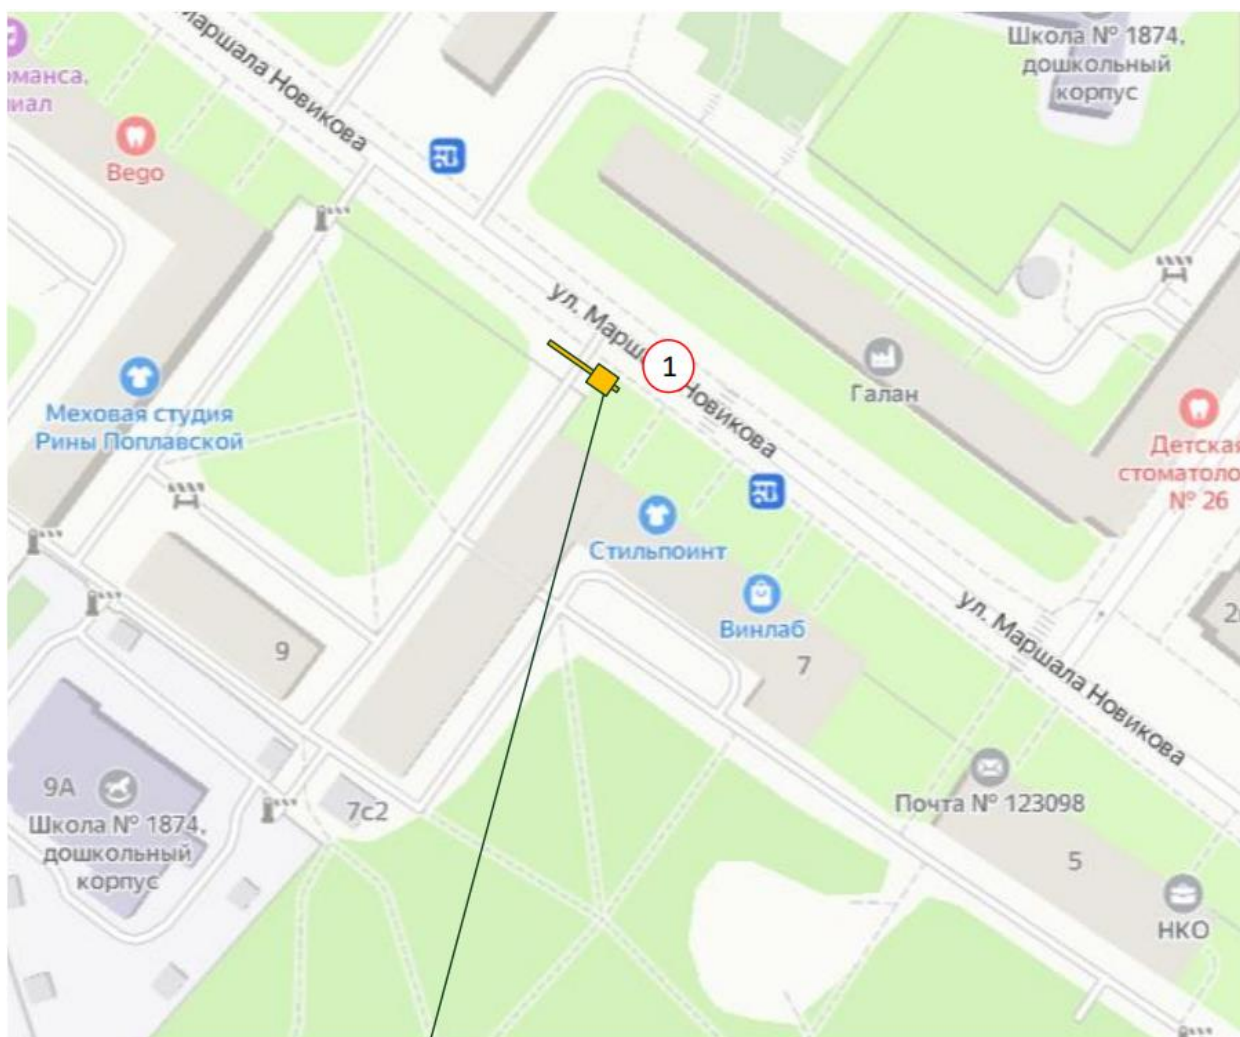 Маршала Новикова
Школа № 1874,
дошкольный
корпус
Bego
ул. Маршала Новикова
1
Галан
Меховая студия
Рины Поплавской
Детская
№ 26
Стильпоинт
Винлаб
ул. Маршала Новикова
9
7
9А
Школа № 1874,
дошкольный
корпус
7с2
Почта № 123098
5
НКО